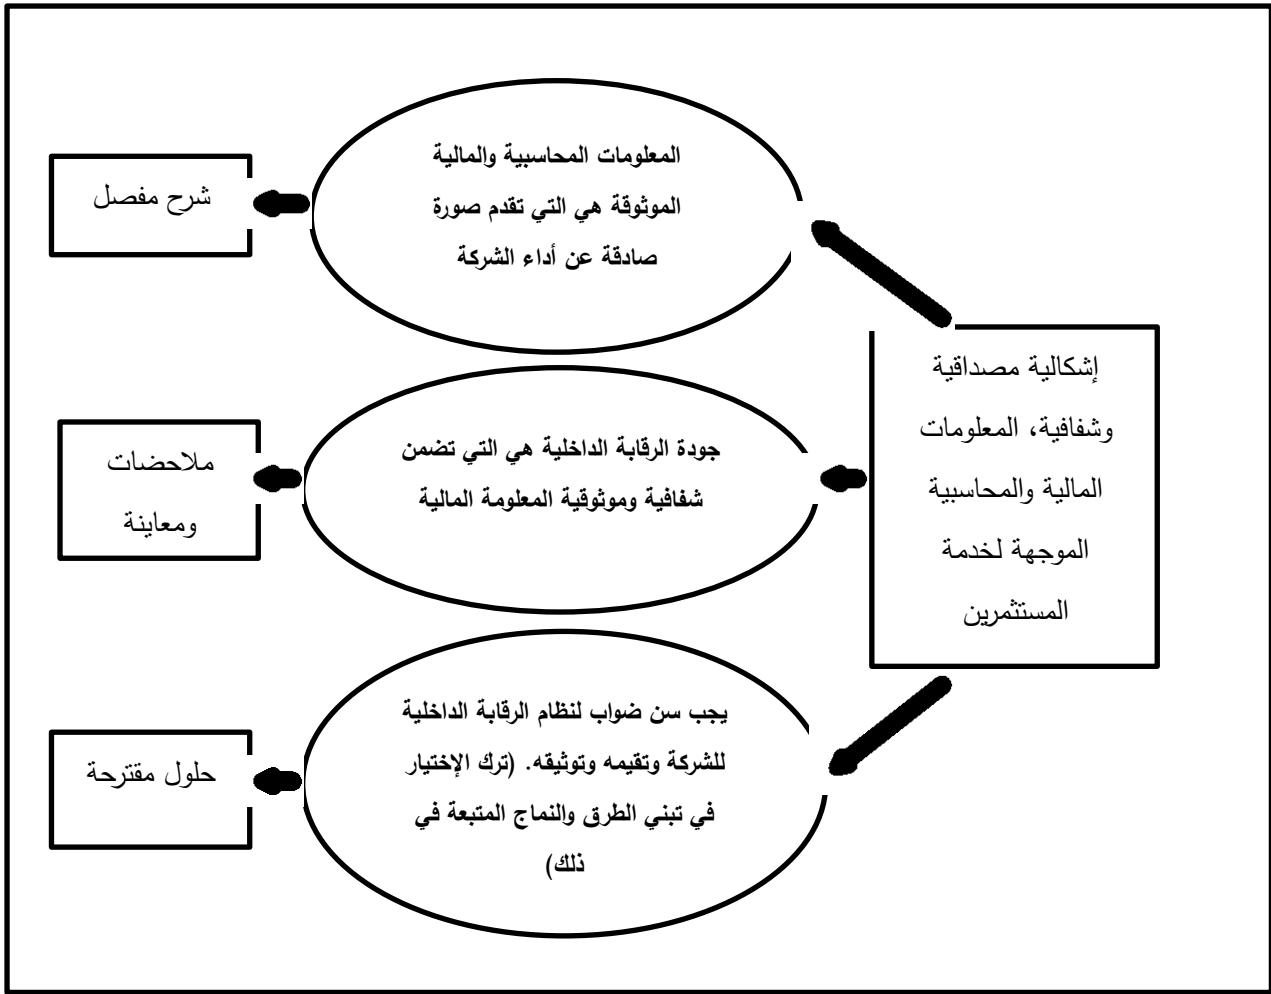 إشكالية مصداقية
وشفافية، المعلومات
المالية والمحاسبية
الموجهة لخدمة
المستثمرين
المعلومات المحاسبية والمالية
الموثوقة هي التي تقدم صورة
صادقة عن أداء الشركة
شرح مفصل
جودة الرقابة الداخلية هي التي تضمن
شفافية وموثوقية المعلومة المالية
ملاحضات
ومعاينة
يجب سن ضواب لنظام الرقابة الداخلية
للشركة وتقيمه وتوثيقه. (ترك الإختيار
في تبني الطرق والنماج المتبعة في
ذلك)
حلول مقترحة